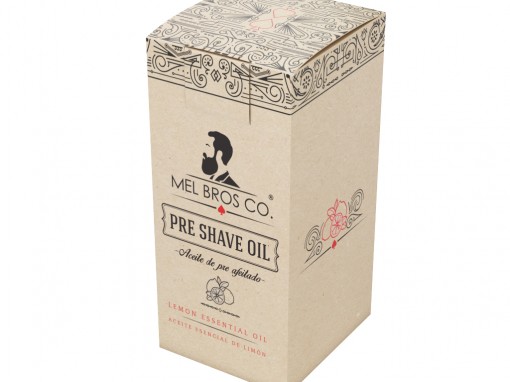 MEL BROS CO.®
PRE SHAVE OIL
Aceite de pre afeitado
LEMON ESSENTIAL OIL
ACEITE ESENCIAL DE LIMÓN